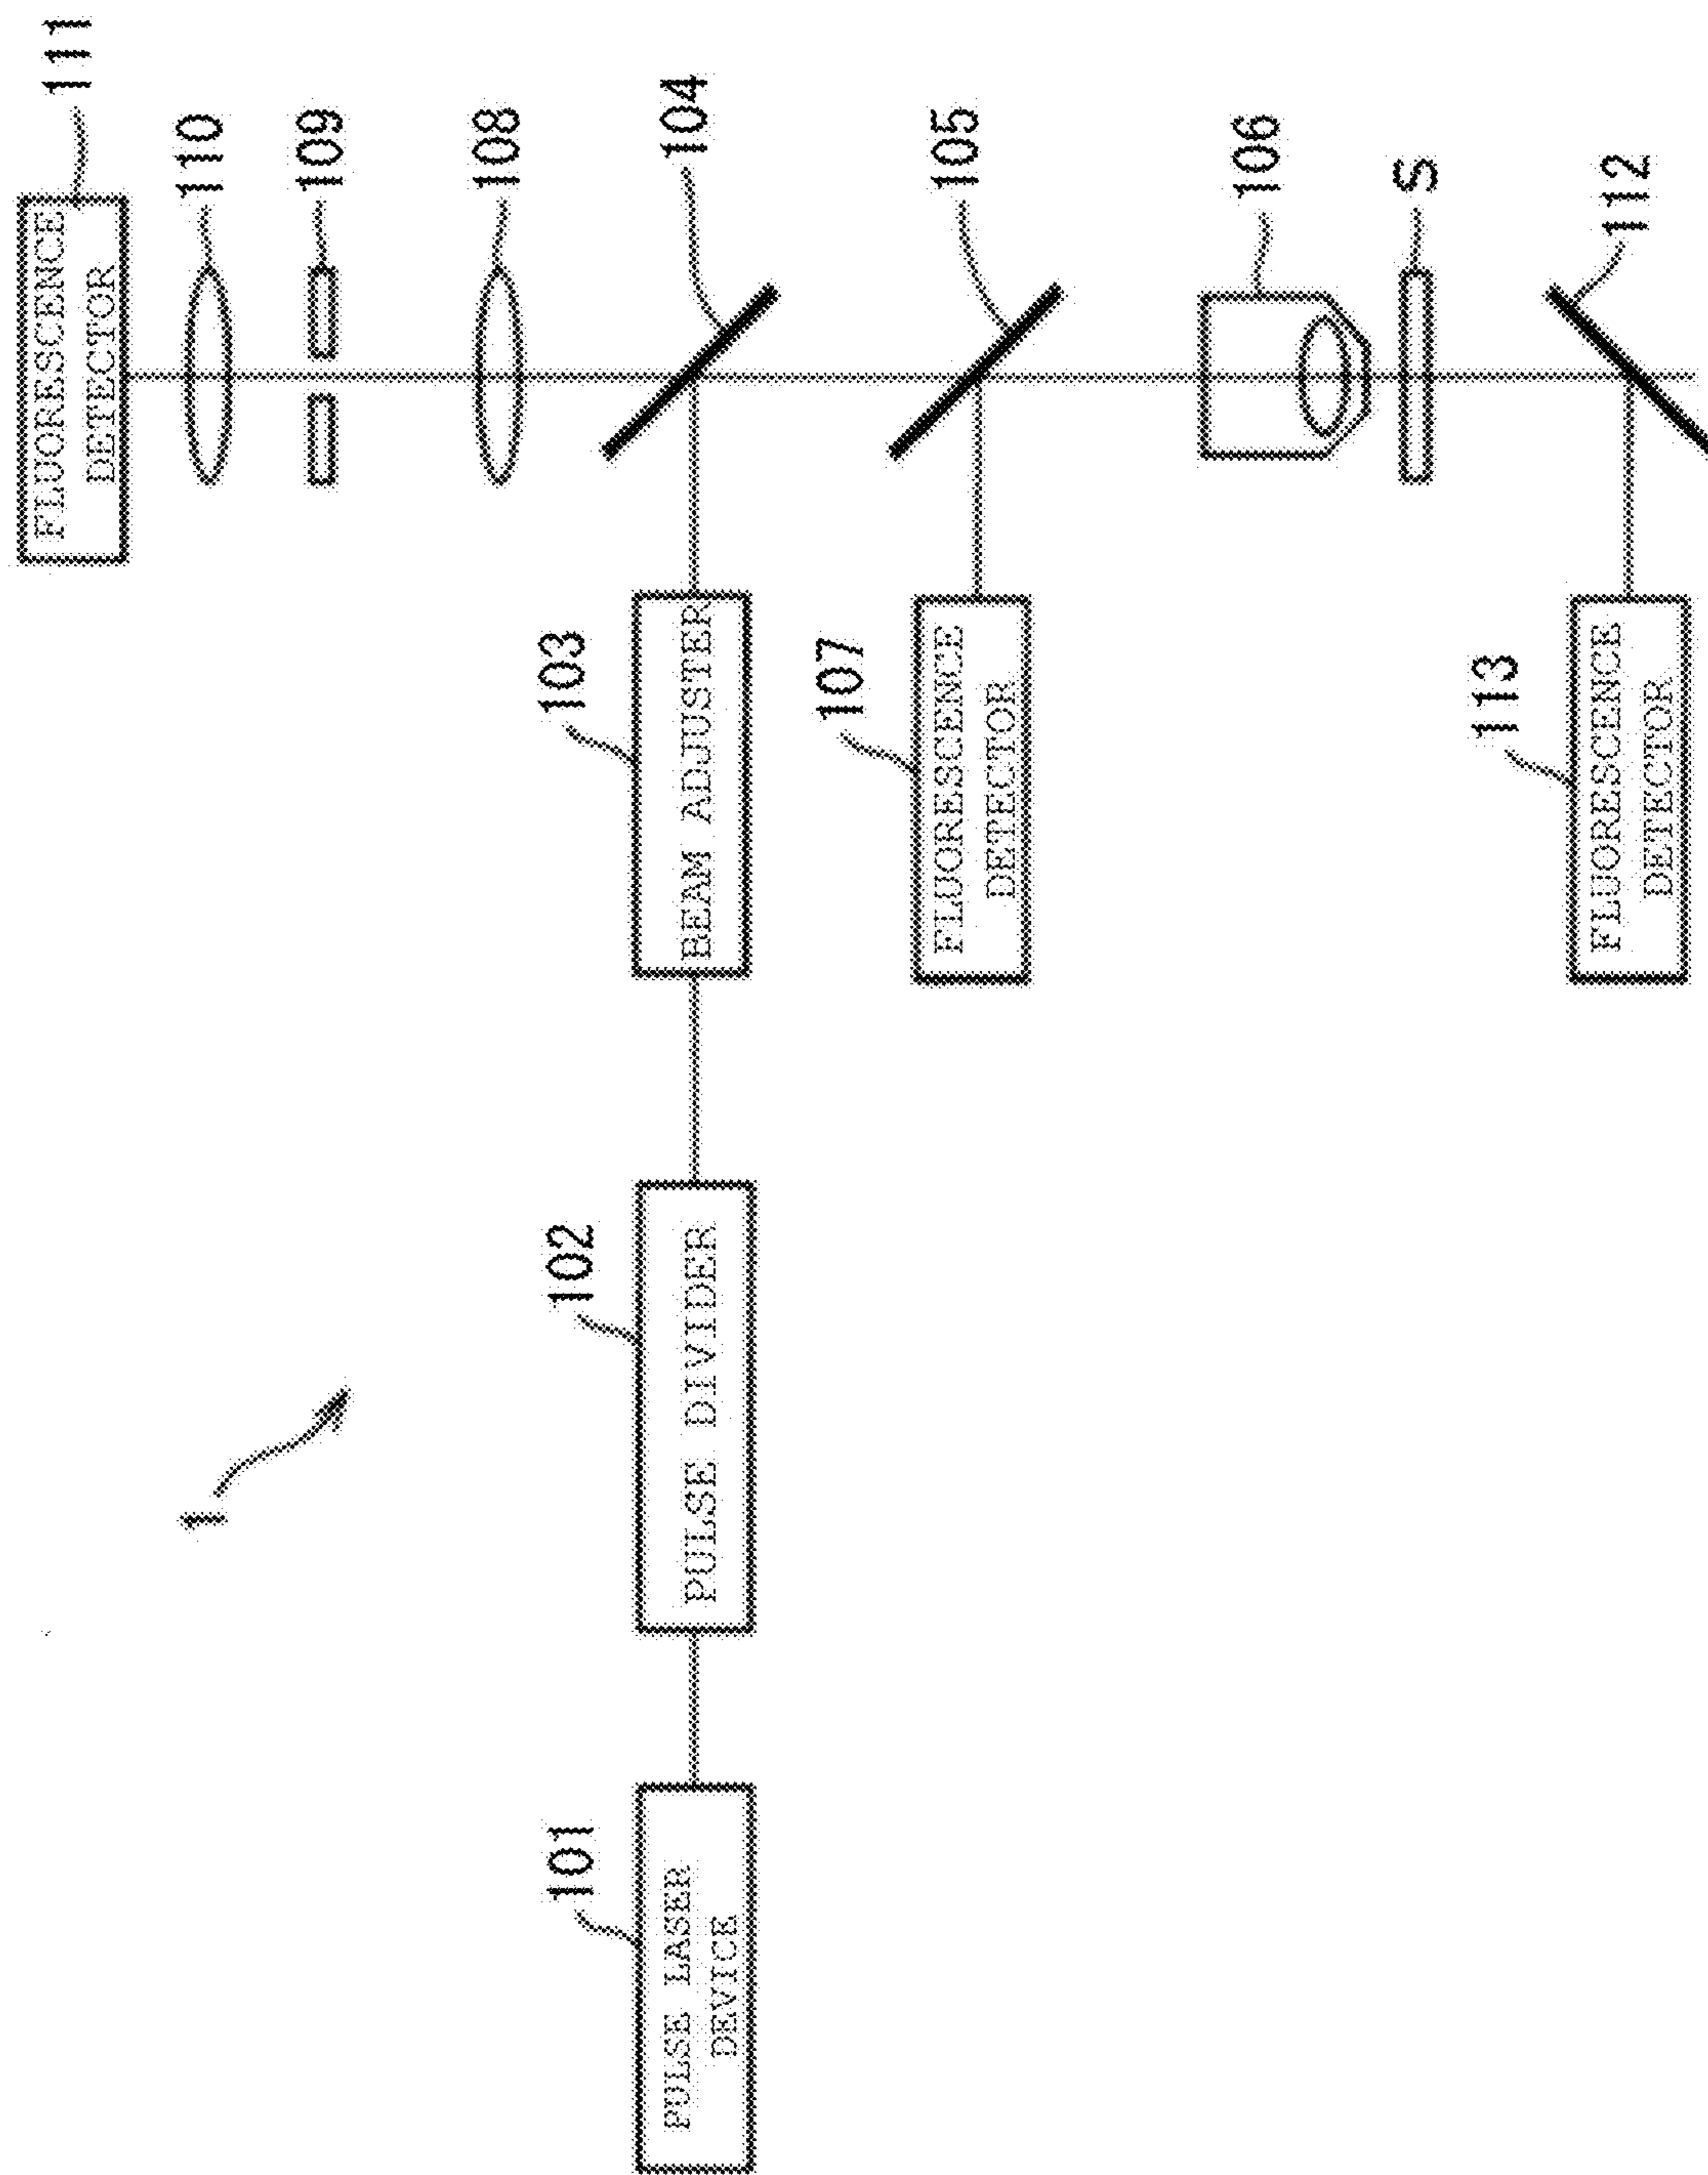 1
101
PULSE LASER
DEVICE
102
PULSE DIVIDER
103
BEAM ADJUSTER
107
FLUORESCENCE
DETECTOR
113
FLUORESCENCE
DETECTOR
FLUORESCENCE
DETECTOR
111
110
109
108
104
105
106
S
112